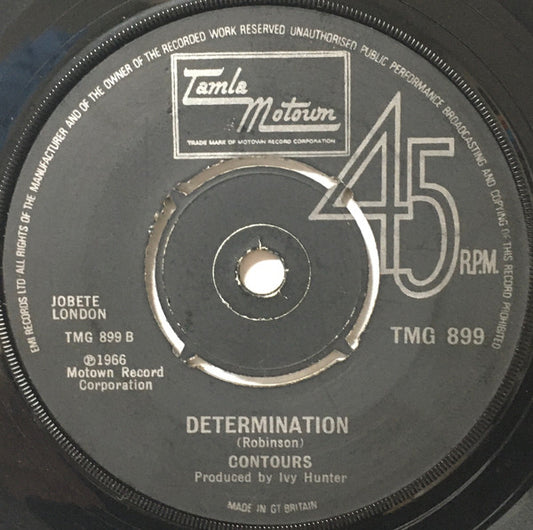 EMI RECORDS LTD ALL RIGHTS OF THE MANUFACTURER AND OF THE OWNER OF THE RECORDED WORK RESERVED UNAUTHORISED PUBLIC PERFORMANCE BROADCASTING AND COPYING OF THIS RECORD PROHIBITED
Tamla
Motown
TRADE MARK OF MOTOWN RECORD CORPORATION
45
R.P.M.
JOBETE
LONDON
TMG 899 B
℗1966
Motown Record
Corporation
TMG 899
DETERMINATION
(Robinson)
CONTOURS
Produced by Ivy Hunter
MADE IN GT BRITAIN